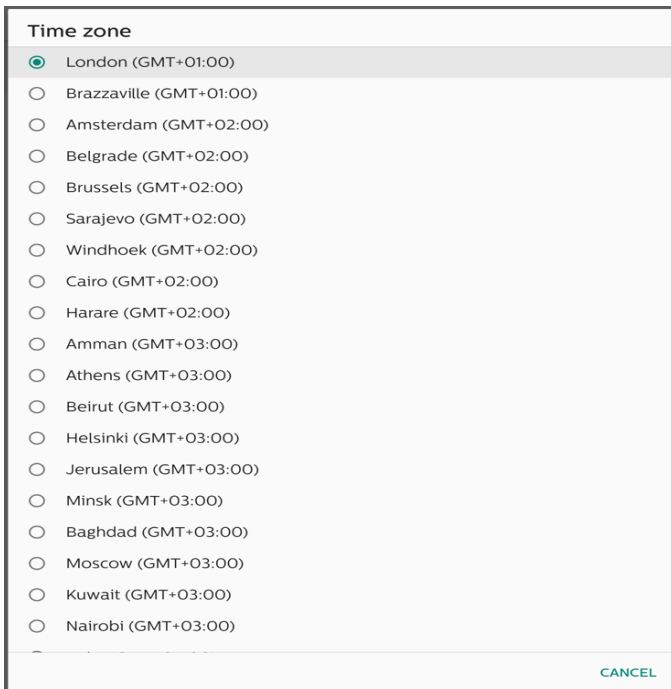 Time zone
London (GMT+01:00)
Brazzaville (GMT+01:00)
Amsterdam (GMT+02:00)
Belgrade (GMT+02:00)
Brussels (GMT+02:00)
Sarajevo (GMT+02:00)
Windhoek (GMT+02:00)
Cairo (GMT+02:00)
Harare (GMT+02:00)
Amman (GMT+03:00)
Athens (GMT+03:00)
Beirut (GMT+03:00)
Helsinki (GMT+03:00)
Jerusalem (GMT+03:00)
Minsk (GMT+03:00)
Baghdad (GMT+03:00)
Moscow (GMT+03:00)
Kuwait (GMT+03:00)
Nairobi (GMT+03:00)
CANCEL